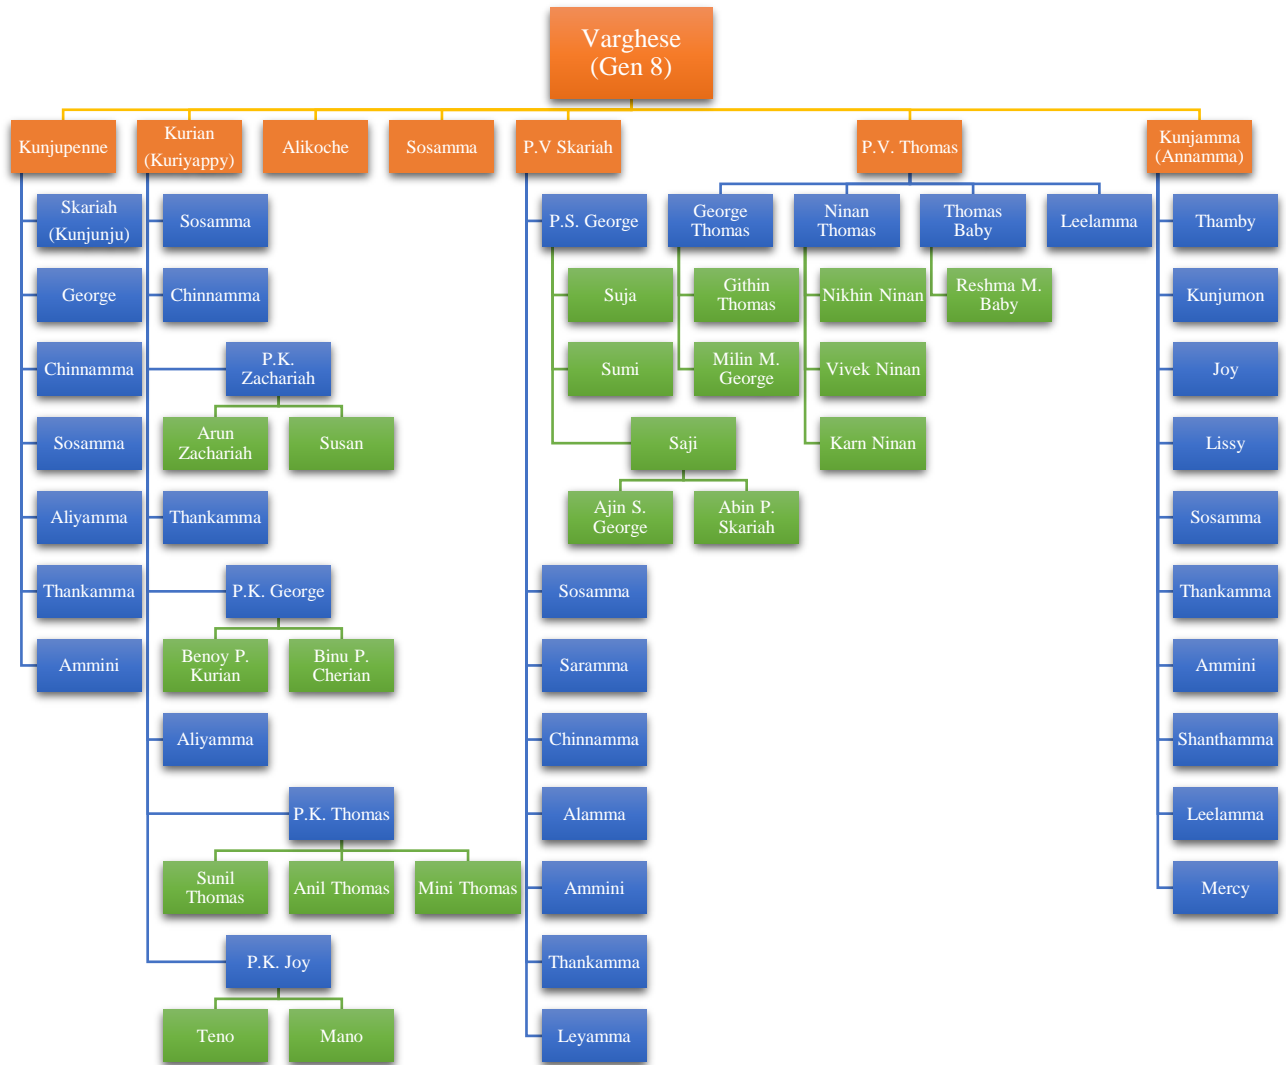 Varghese
(Gen 8)
Kunjupenne
Kurian
(Kuriyappy)
Alikoche
Sosamma
P.V Skariah
P.V. Thomas
Kunjamma
(Annamma)
Skariah
(Kunjunju)
George
Chinnamma
Sosamma
Aliyamma
Thankamma
Ammini
Sosamma
Chinnamma
P.K.
Zachariah
Arun
Zachariah
Susan
Thankamma
P.K. George
Benoy P.
Kurian
Binu P.
Cherian
Aliyamma
P.K. Thomas
Sunil
Thomas
Anil Thomas
Mini Thomas
P.K. Joy
Teno
Mano
P.S. George
Suja
Sumi
Saji
Ajin S.
George
Abin P.
Skariah
Sosamma
Saramma
Chinnamma
Alamma
Ammini
Thankamma
Leyamma
George
Thomas
Githin
Thomas
Milin M.
George
Ninan
Thomas
Nikhin Ninan
Vivek Ninan
Karn Ninan
Thomas
Baby
Reshma M.
Baby
Leelamma
Thamby
Kunjumon
Joy
Lissy
Sosamma
Thankamma
Ammini
Shanthamma
Leelamma
Mercy